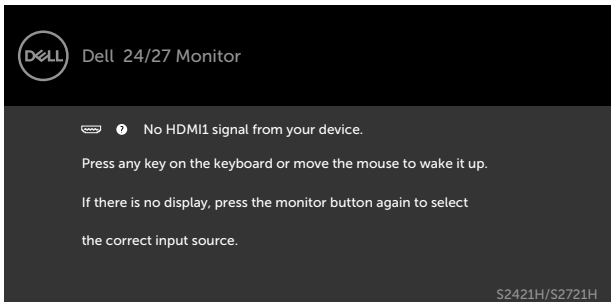 DELL
Dell 24/27 Monitor
? No HDMI1 signal from your device.
Press any key on the keyboard or move the mouse to wake it up.
If there is no display, press the monitor button again to select
the correct input source.
S2421H/S2721H